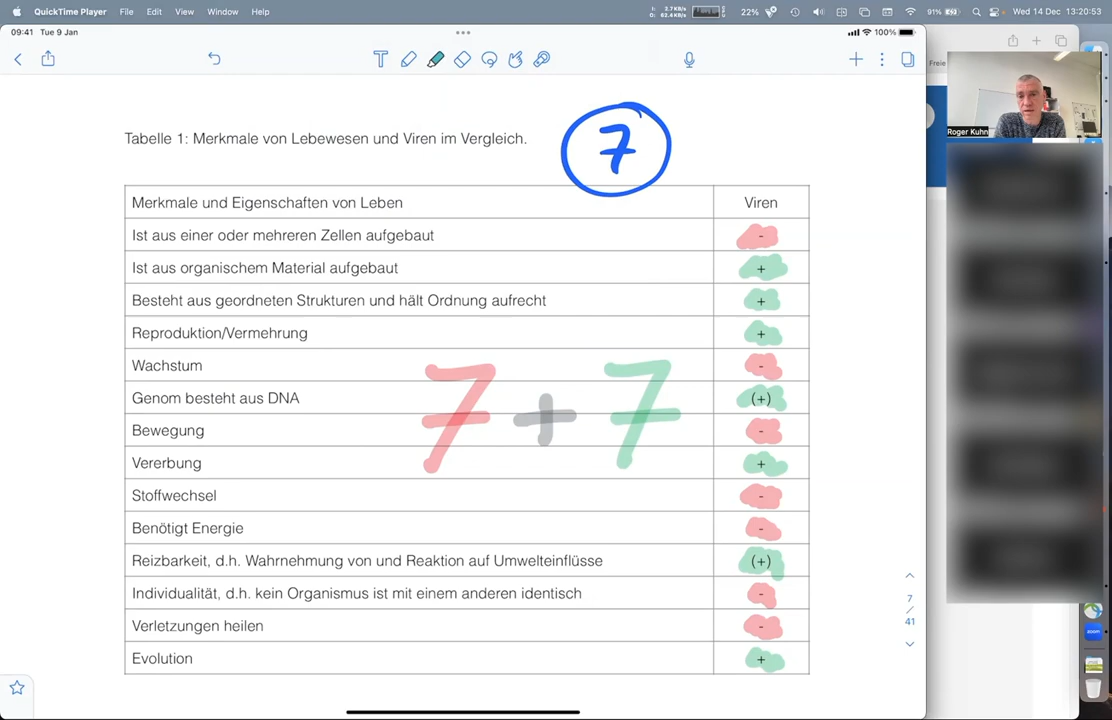 QuickTime Player File Edit View Window Help
22% 91% Wed 14 Dec 13:20:53
09:41 Tue 9 Jan 100%
Freie
Roger Kuhn
Tabelle 1: Merkmale von Lebewesen und Viren im Vergleich.
7
Merkmale und Eigenschaften von Leben Viren
Ist aus einer oder mehreren Zellen aufgebaut -
Ist aus organischem Material aufgebaut +
Besteht aus geordneten Strukturen und hält Ordnung aufrecht +
Reproduktion/Vermehrung +
Wachstum -
Genom besteht aus DNA (+)
Bewegung -
Vererbung +
Stoffwechsel -
Benötigt Energie -
Reizbarkeit, d.h. Wahrnehmung von und Reaktion auf Umwelteinflüsse (+)
Individualität, d.h. kein Organismus ist mit einem anderen identisch -
Verletzungen heilen -
Evolution +
7 + 7
7
/
41
zoom